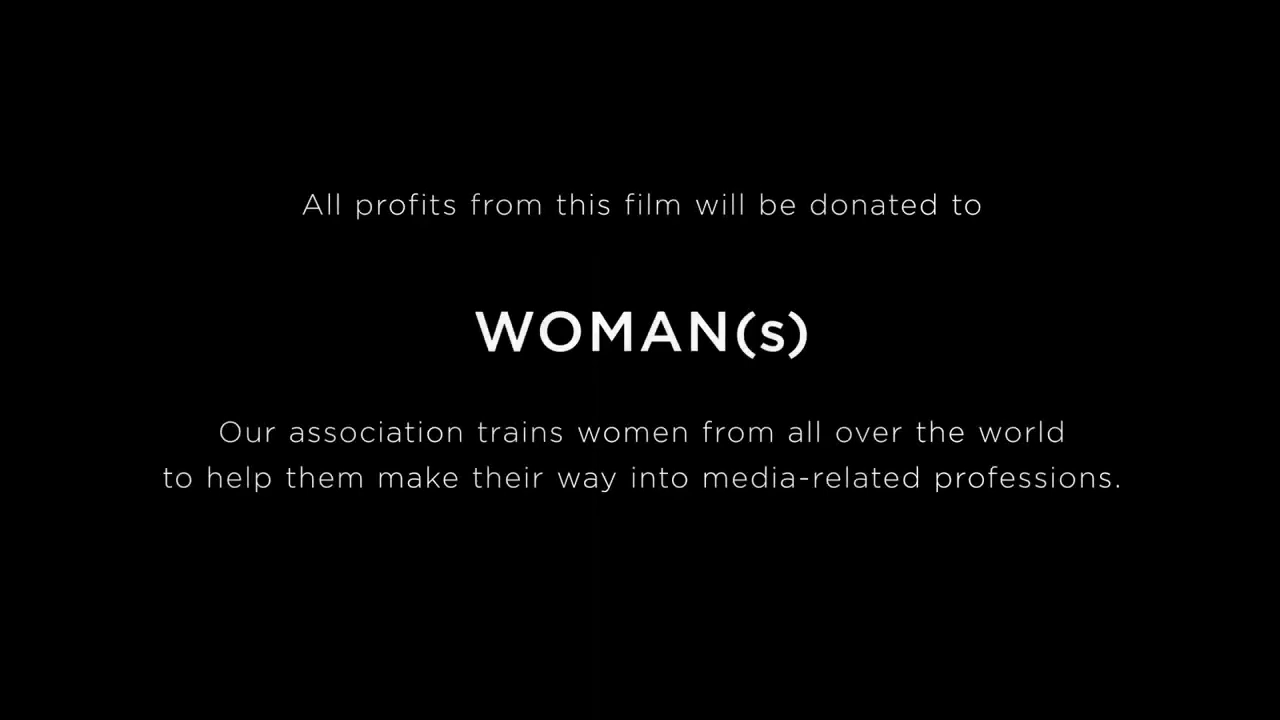 All profits from this film will be donated to
WOMAN(s)
Our association trains women from all over the world
to help them make their way into media-related professions.